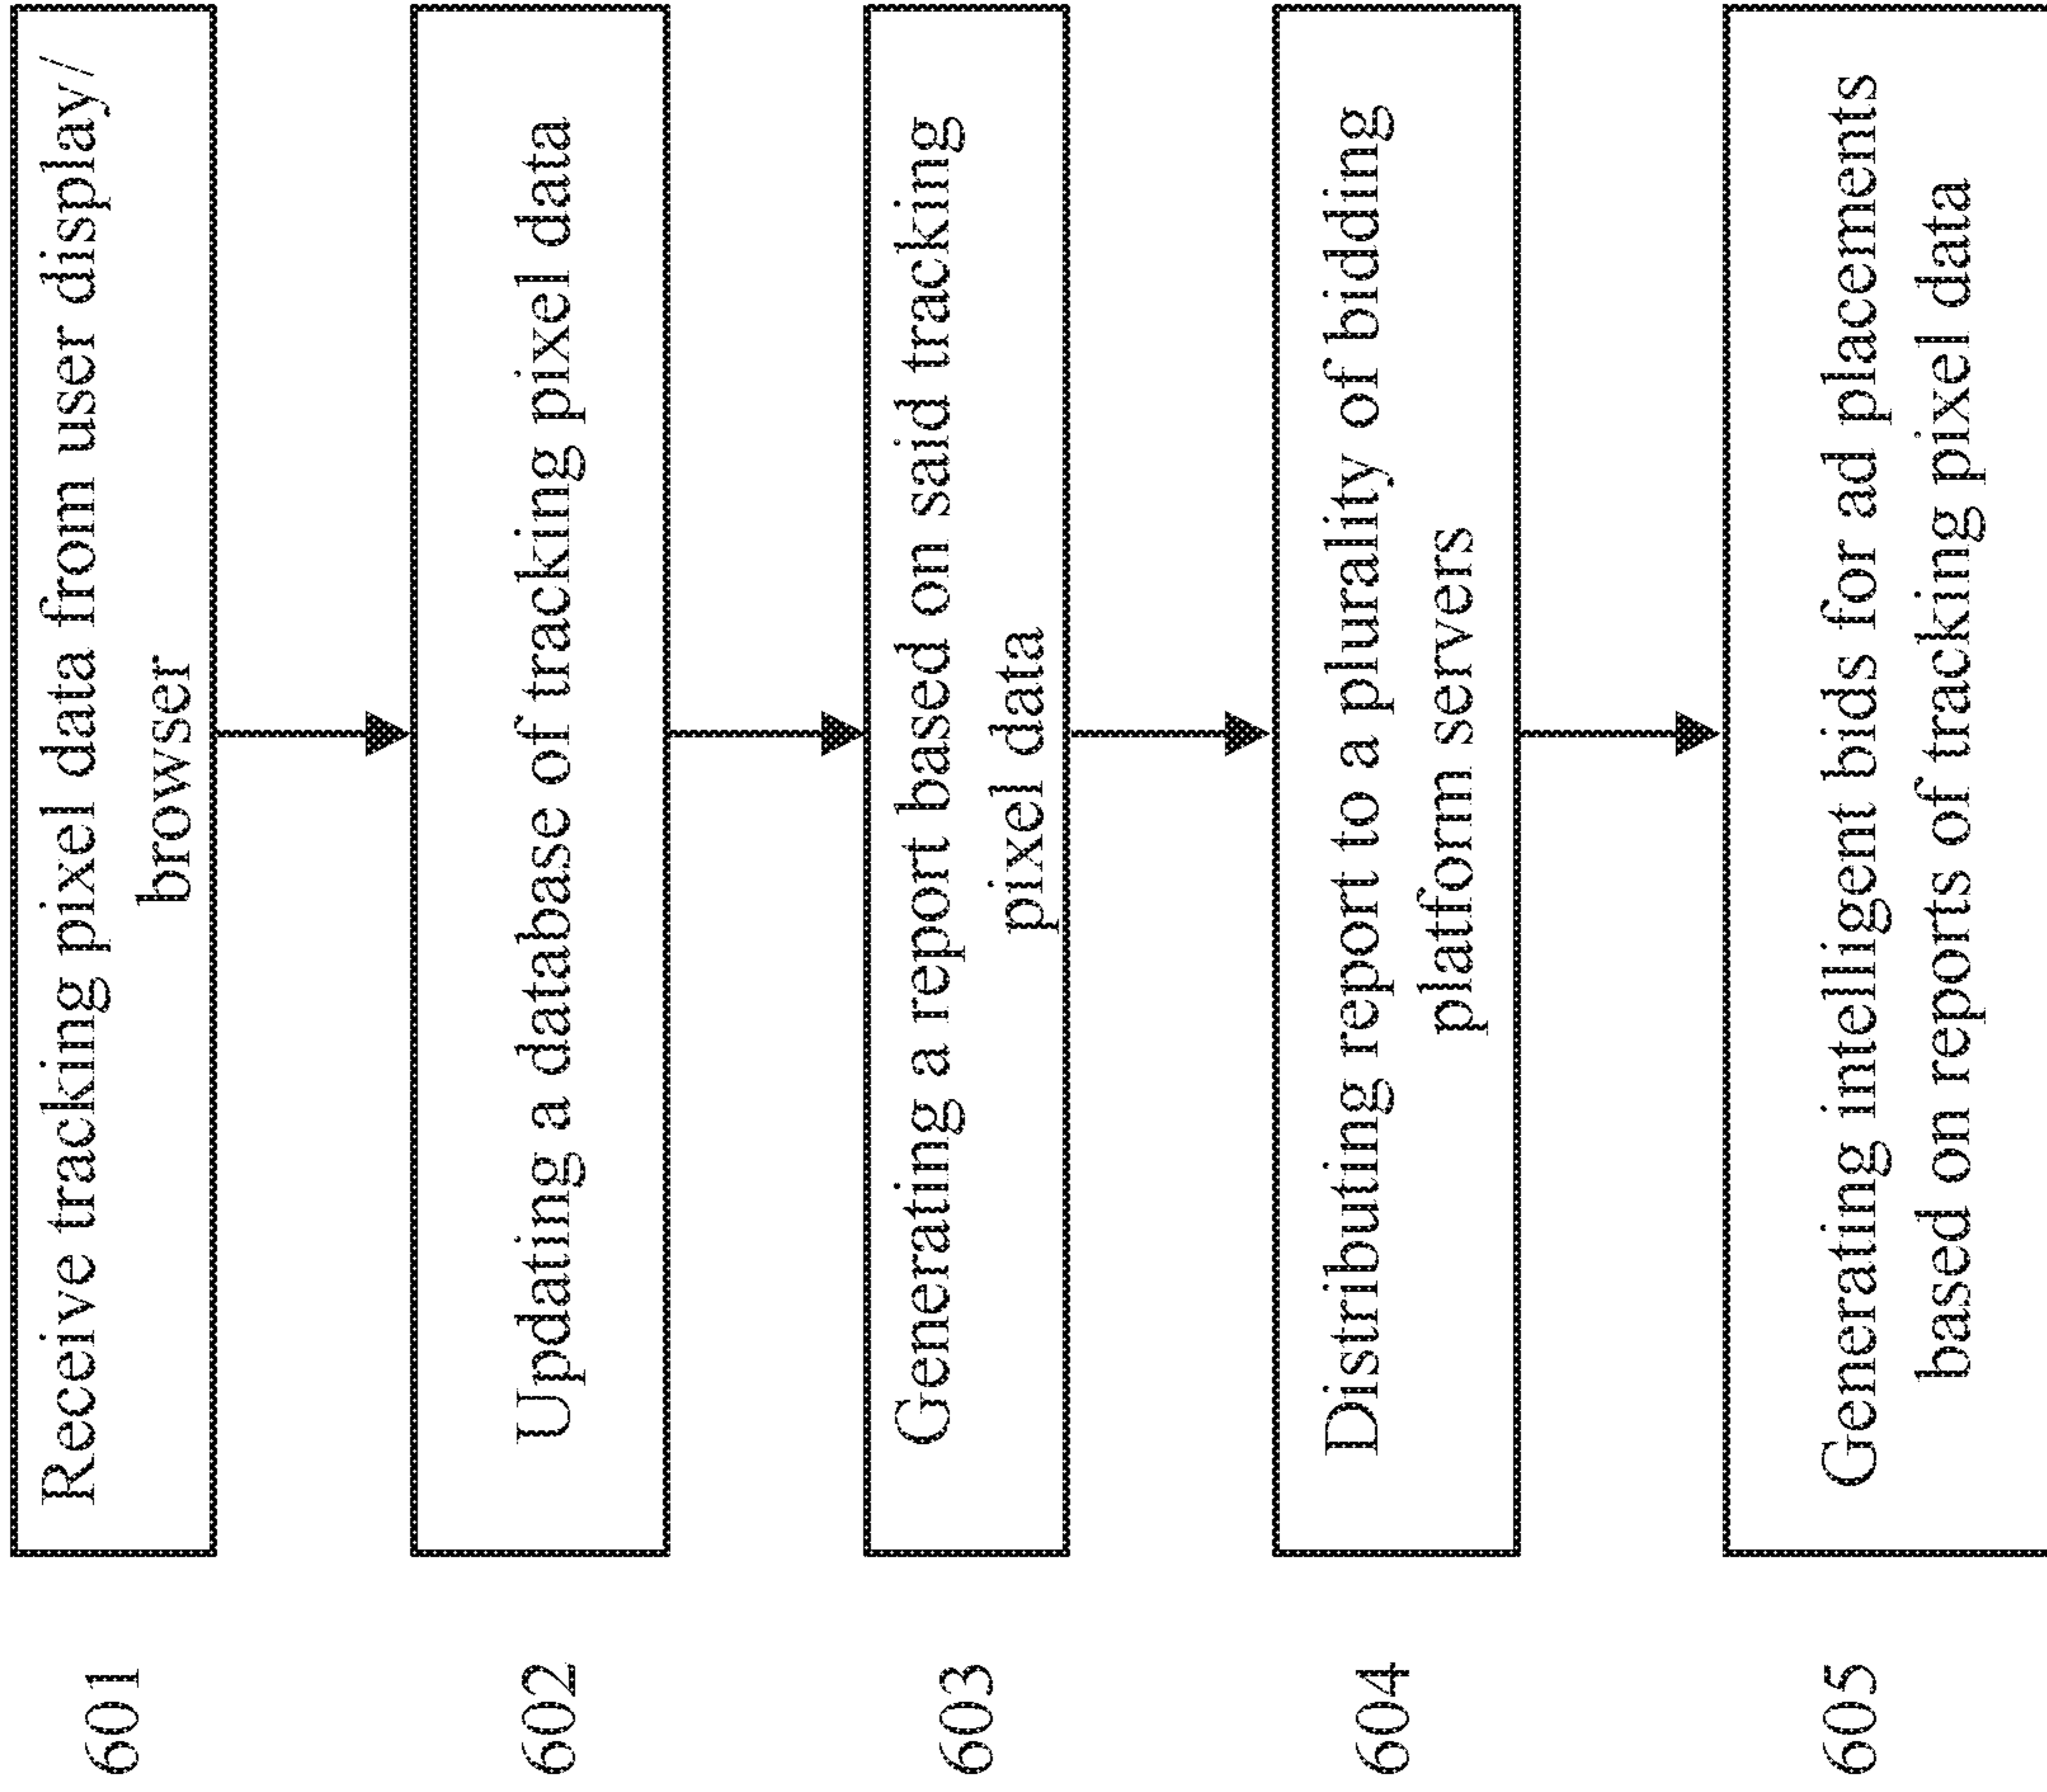 601
Receive tracking pixel data from user display/
browser
602
Updating a database of tracking pixel data
603
Generating a report based on said tracking
pixel data
604
Distributing report to a plurality of bidding
platform servers
605
Generating intelligent bids for ad placements
based on reports of tracking pixel data